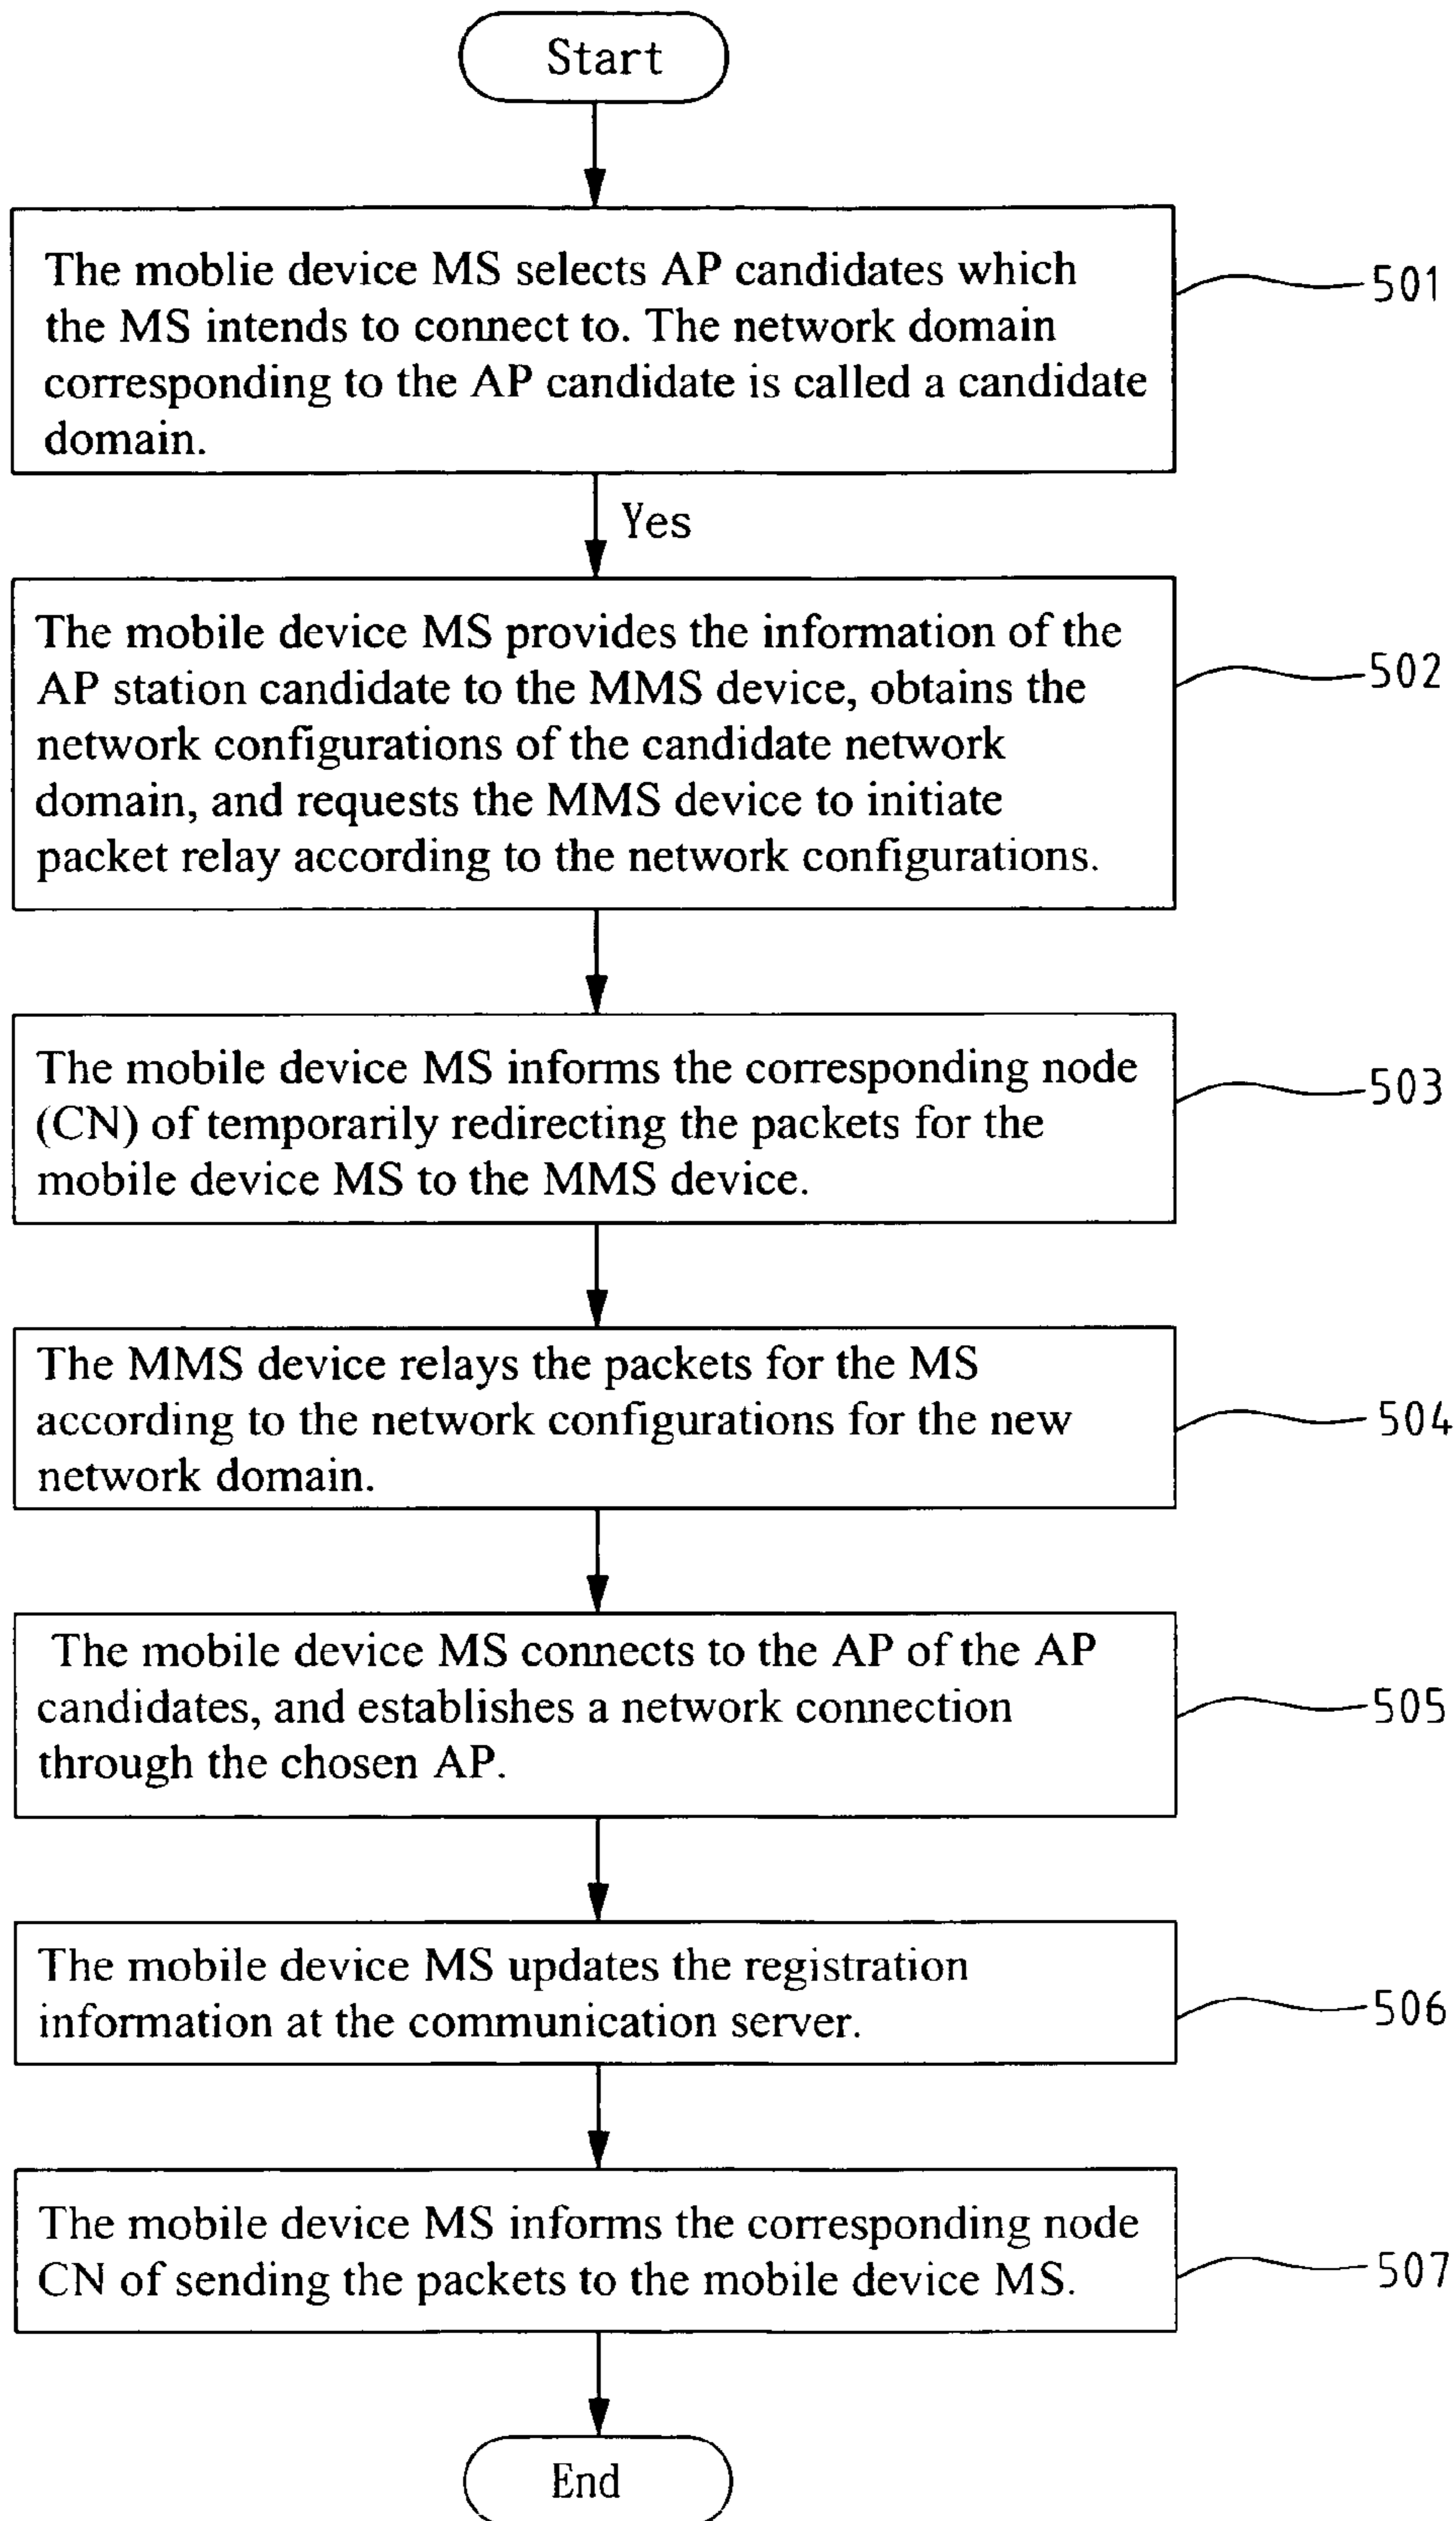 Start
The moblie device MS selects AP candidates which
the MS intends to connect to. The network domain
corresponding to the AP candidate is called a candidate
domain.
501
Yes
The mobile device MS provides the information of the
AP station candidate to the MMS device, obtains the
network configurations of the candidate network
domain, and requests the MMS device to initiate
packet relay according to the network configurations.
502
The mobile device MS informs the corresponding node
(CN) of temporarily redirecting the packets for the
mobile device MS to the MMS device.
503
The MMS device relays the packets for the MS
according to the network configurations for the new
network domain.
504
The mobile device MS connects to the AP of the AP
candidates, and establishes a network connection
through the chosen AP.
505
The mobile device MS updates the registration
information at the communication server.
506
The mobile device MS informs the corresponding node
CN of sending the packets to the mobile device MS.
507
End